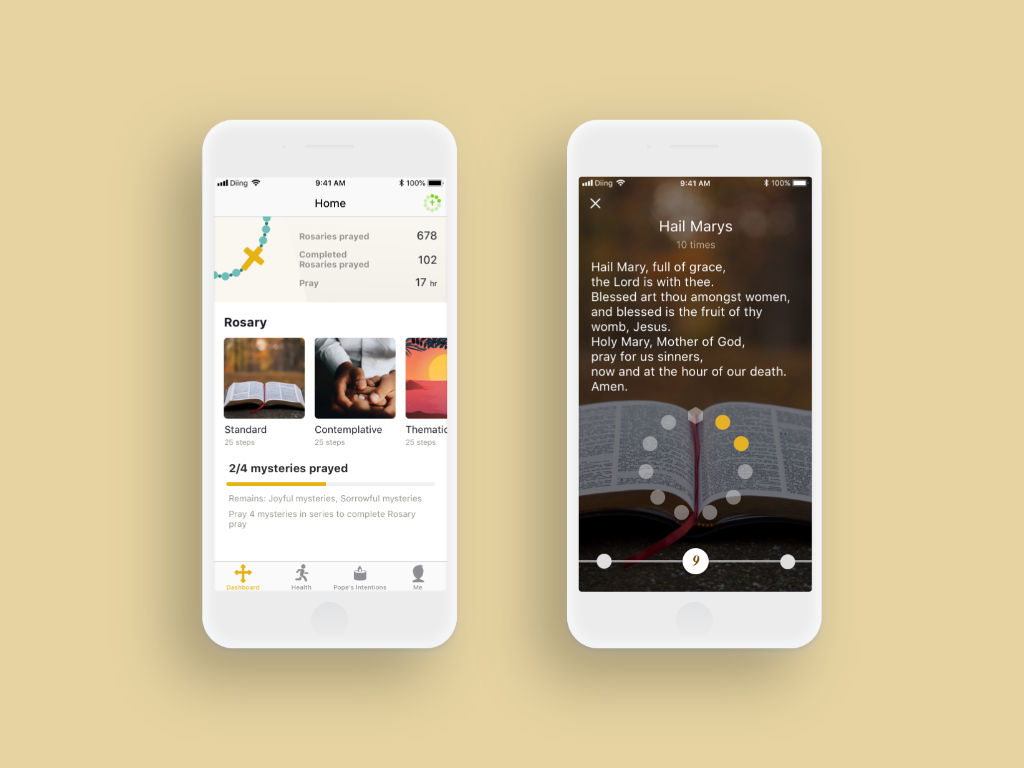 Diing
9:41 AM
100%
Home
Rosaries prayed 678
Completed
Rosaries prayed 102
Pray 17 hr
Rosary
Standard
25 steps
Contemplative
25 steps
Thematic
2/4 mysteries prayed
Remains: Joyful mysteries, Sorrowful mysteries
Pray 4 mysteries in series to complete Rosary
pray
Dashboard
Health
Pope's Intentions
Me
Diing
9:41 AM
100%
Hail Marys
10 times
Hail Mary, full of grace,
the Lord is with thee.
Blessed art thou amongst women,
and blessed is the fruit of thy
womb, Jesus.
Holy Mary, Mother of God,
pray for us sinners,
now and at the hour of our death.
Amen.
9